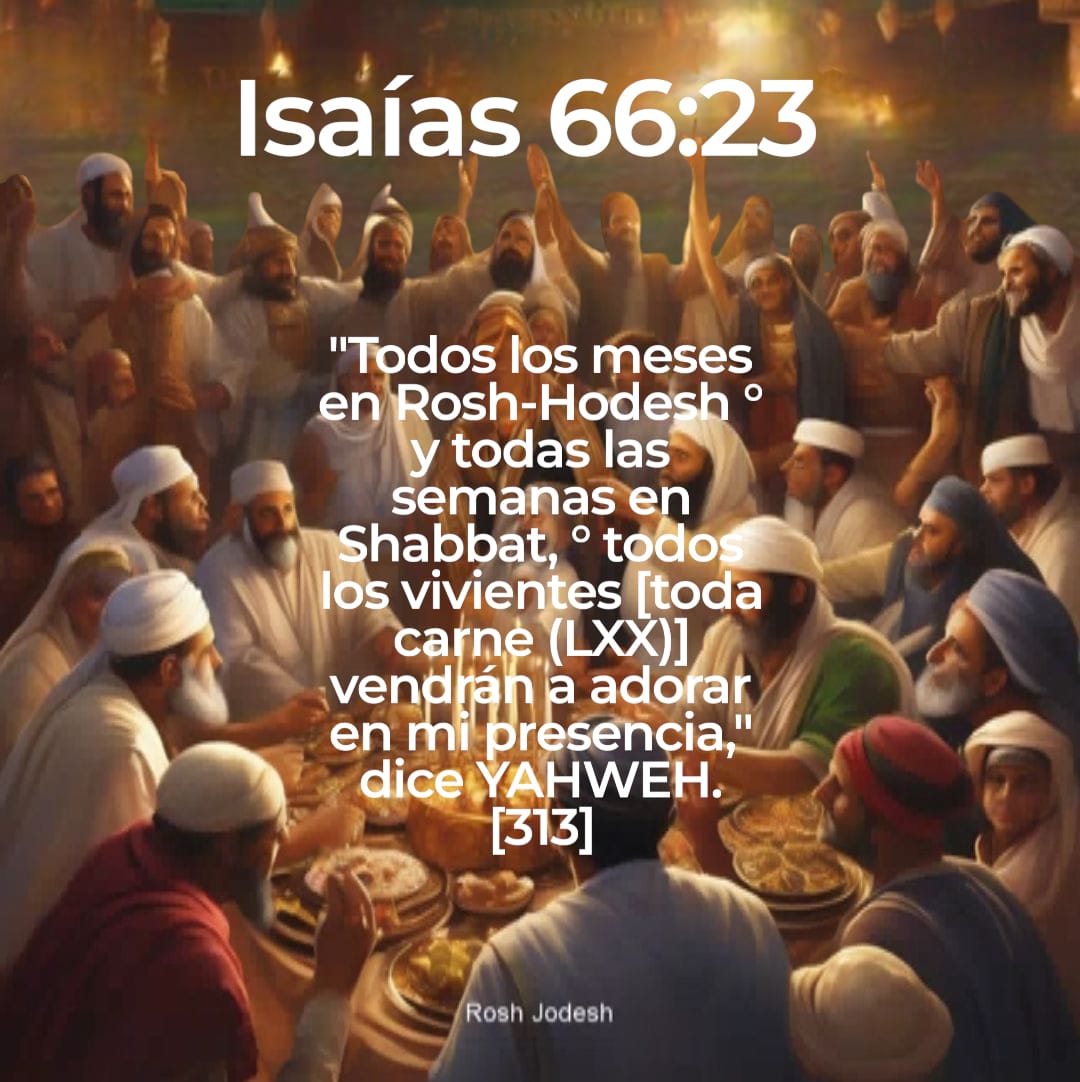 Isaías 66:23
"Todos los meses
en Rosh-Hodesh °
y todas las
semanas en
Shabbat, ° todos
los vivientes [toda
carne (LXX)]
vendrán a adorar
en mi presencia,"
dice YAHWEH.
[313]
Rosh Jodesh